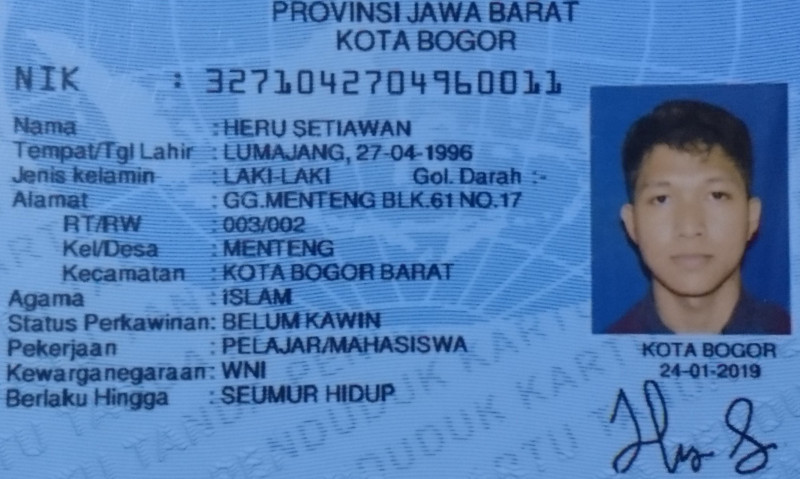 PROVINSI JAWA BARAT
KOTA BOGOR
NIK : 3271042704960011
Nama : HERU SETIAWAN
Tempat/Tgl Lahir : LUMAJANG, 27-04-1996
Jenis kelamin : LAKI-LAKI Gol. Darah :-
Alamat : GG.MENTENG BLK.61 NO.17
RT/RW : 003/002
Kel/Desa : MENTENG
Kecamatan : KOTA BOGOR BARAT
Agama : ISLAM
Status Perkawinan: BELUM KAWIN
Pekerjaan : PELAJAR/MAHASISWA
Kewarganegaraan: WNI
Berlaku Hingga : SEUMUR HIDUP
KOTA BOGOR
24-01-2019